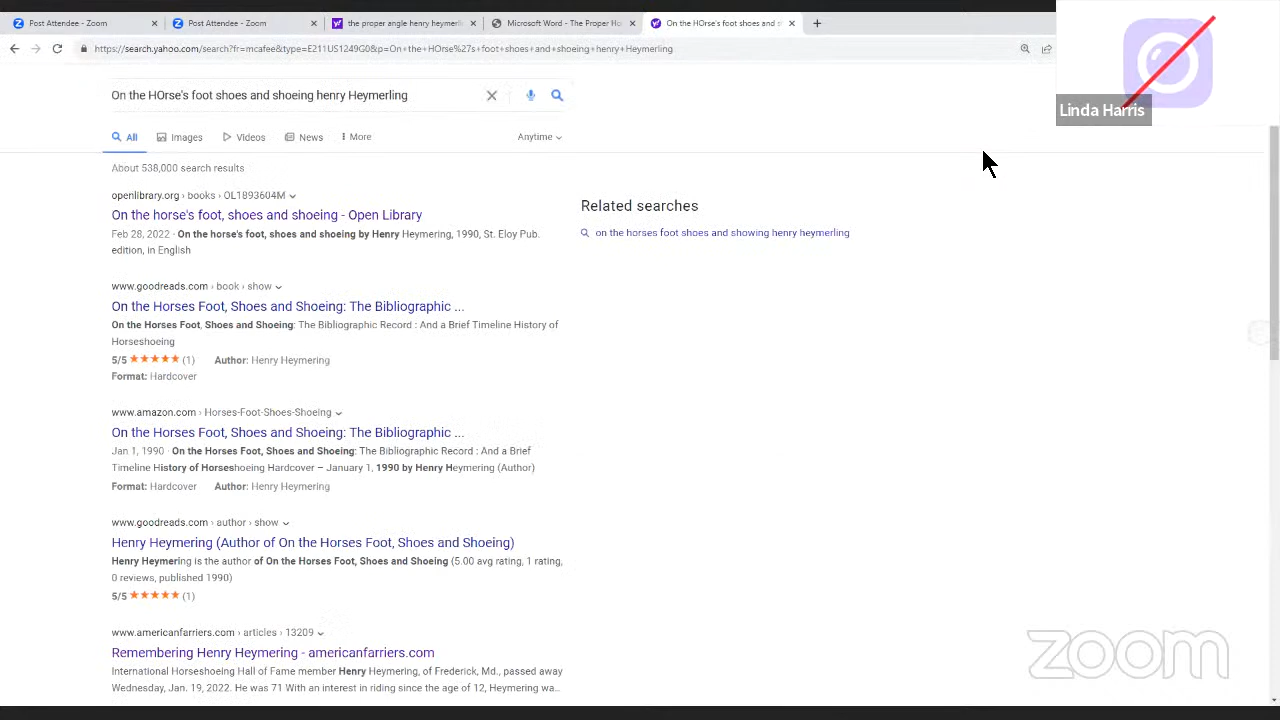 Post Attendee - Zoom
Post Attendee - Zoom
the proper angle henry heymerli
Microsoft Word - The Proper Ho
On the HOrse's foot shoes and s
https://search.yahoo.com/search?fr=mcafee&type=E211US1249G0&p=On+the+HOrse%27s+foot+shoes+and+shoeing+henry+Heymerling
Linda Harris
On the HOrse's foot shoes and shoeing henry Heymerling
All
Images
Videos
News
More
Anytime
About 538,000 search results
openlibrary.org › books › OL1893604M
On the horse's foot, shoes and shoeing - Open Library
Feb 28, 2022 · On the horse's foot, shoes and shoeing by Henry Heymering, 1990, St. Eloy Pub.
edition, in English
Related searches
on the horses foot shoes and showing henry heymerling
www.goodreads.com › book › show
On the Horses Foot, Shoes and Shoeing: The Bibliographic ...
On the Horses Foot, Shoes and Shoeing: The Bibliographic Record : And a Brief Timeline History of
Horseshoeing
5/5 ★★★★★ (1) Author: Henry Heymering
Format: Hardcover
www.amazon.com › Horses-Foot-Shoes-Shoeing
On the Horses Foot, Shoes and Shoeing: The Bibliographic ...
Jan 1, 1990 · On the Horses Foot, Shoes and Shoeing: The Bibliographic Record : And a Brief
Timeline History of Horseshoeing Hardcover – January 1, 1990 by Henry Heymering (Author)
Format: Hardcover Author: Henry Heymering
www.goodreads.com › author › show
Henry Heymering (Author of On the Horses Foot, Shoes and Shoeing)
Henry Heymering is the author of On the Horses Foot, Shoes and Shoeing (5.00 avg rating, 1 rating,
0 reviews, published 1990)
5/5 ★★★★★ (1)
www.americanfarriers.com › articles › 13209
Remembering Henry Heymering - americanfarriers.com
International Horseshoeing Hall of Fame member Henry Heymering, of Frederick, Md., passed away
Wednesday, Jan. 19, 2022. He was 71 With an interest in riding since the age of 12, Heymering wa...
zoom